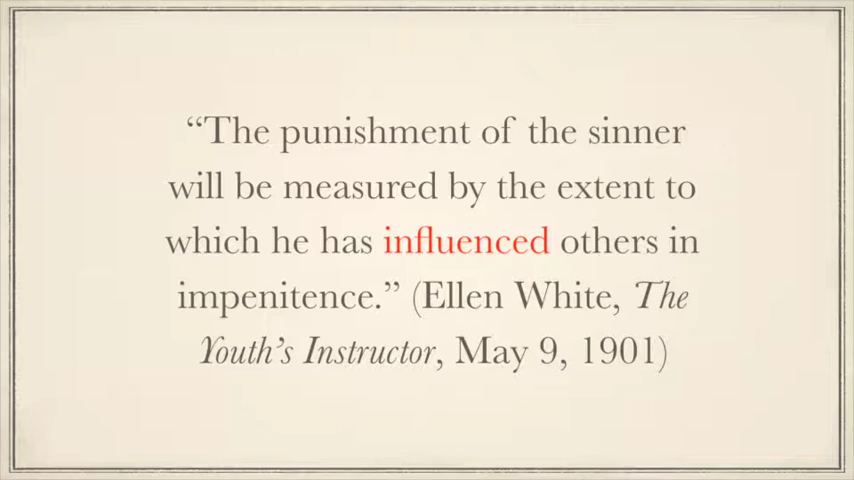 “The punishment of the sinner
will be measured by the extent to
which he has influenced others in
impenitence.” (Ellen White, The
Youth’s Instructor, May 9, 1901)